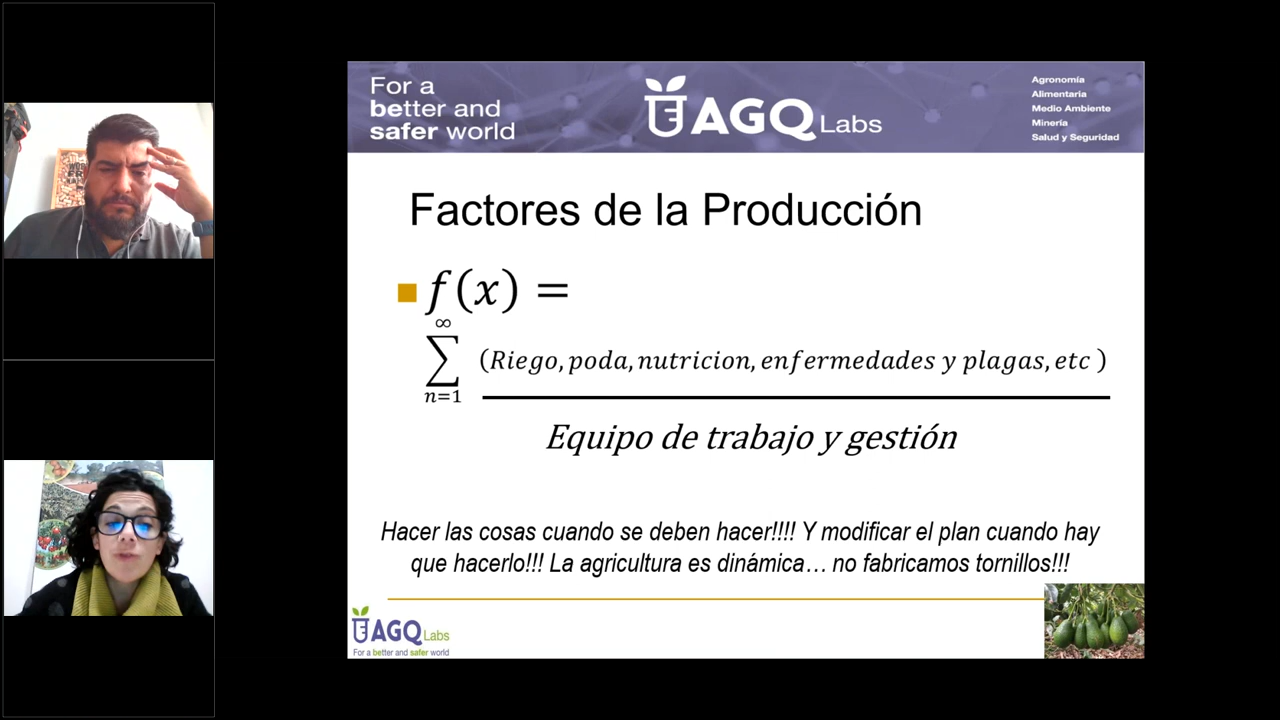 For a
better and
safer world
AGQ Labs
Agronomía
Alimentaria
Medio Ambiente
Minería
Salud y Seguridad
Factores de la Producción
f(x) =
∞
∑ (Riego, poda, nutricion, enfermedades y plagas, etc )
n=1
Equipo de trabajo y gestión
Hacer las cosas cuando se deben hacer!!!! Y modificar el plan cuando hay
que hacerlo!!! La agricultura es dinámica… no fabricamos tornillos!!!
AGQ Labs
For a better and safer world